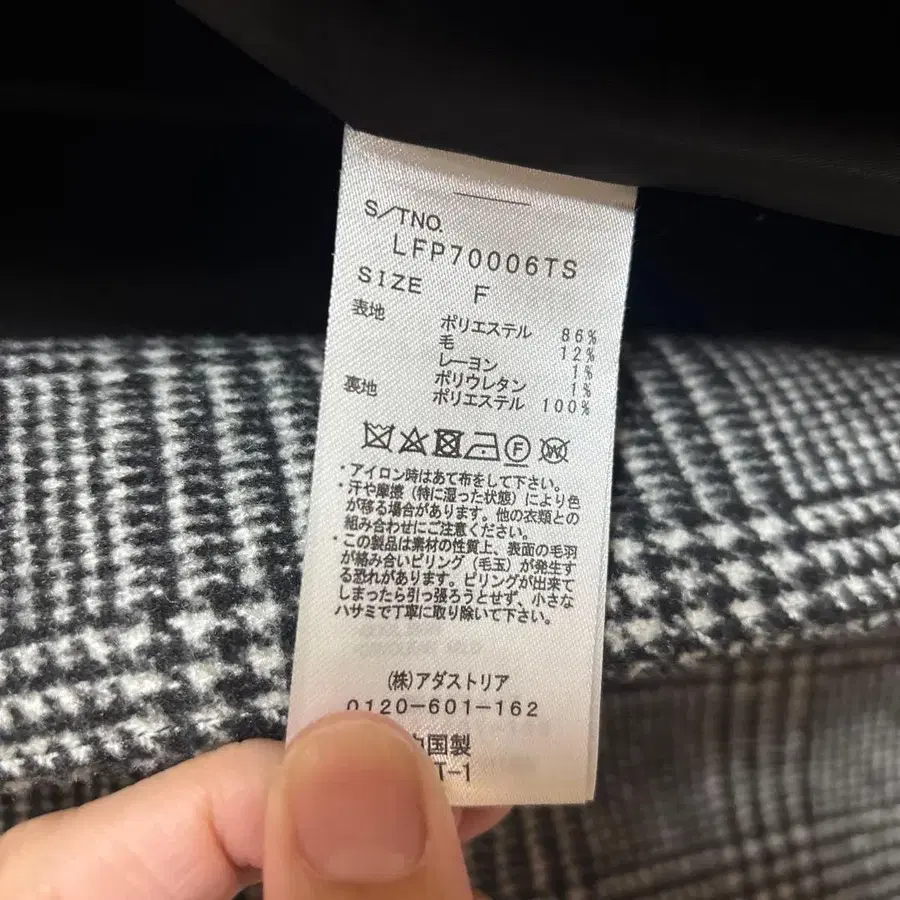 S/TNO.
LFP70006TS
SIZE F
表地 ポリエステル 86%
毛 12%
レーヨン 1%
ポリウレタン 1%
裏地 ポリエステル 100%
F W
・アイロン時はあて布をして下さい。
・汗や摩擦（特に湿った状態）により色
が移る場合があります。他の衣類との
組み合わせにご注意ください。
・この製品は素材の性質上、表面の毛羽
が絡み合いピリング（毛玉）が発生す
る恐れがあります。ピリングが出来て
しまったら引っ張ろうとせず、小さな
ハサミで丁寧に取り除いて下さい。
(株)アダストリア
0120-601-162
中国製
T-1